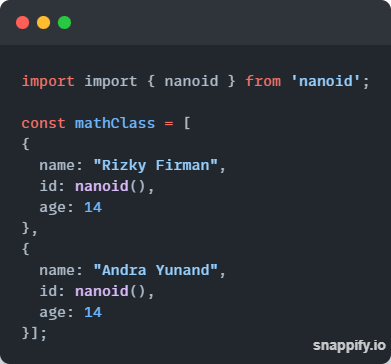 import import { nanoid } from 'nanoid';
const mathClass = [
{
  name: "Rizky Firman",
  id: nanoid(),
  age: 14
},
{
  name: "Andra Yunand",
  id: nanoid(),
  age: 14
}];
snappify.io